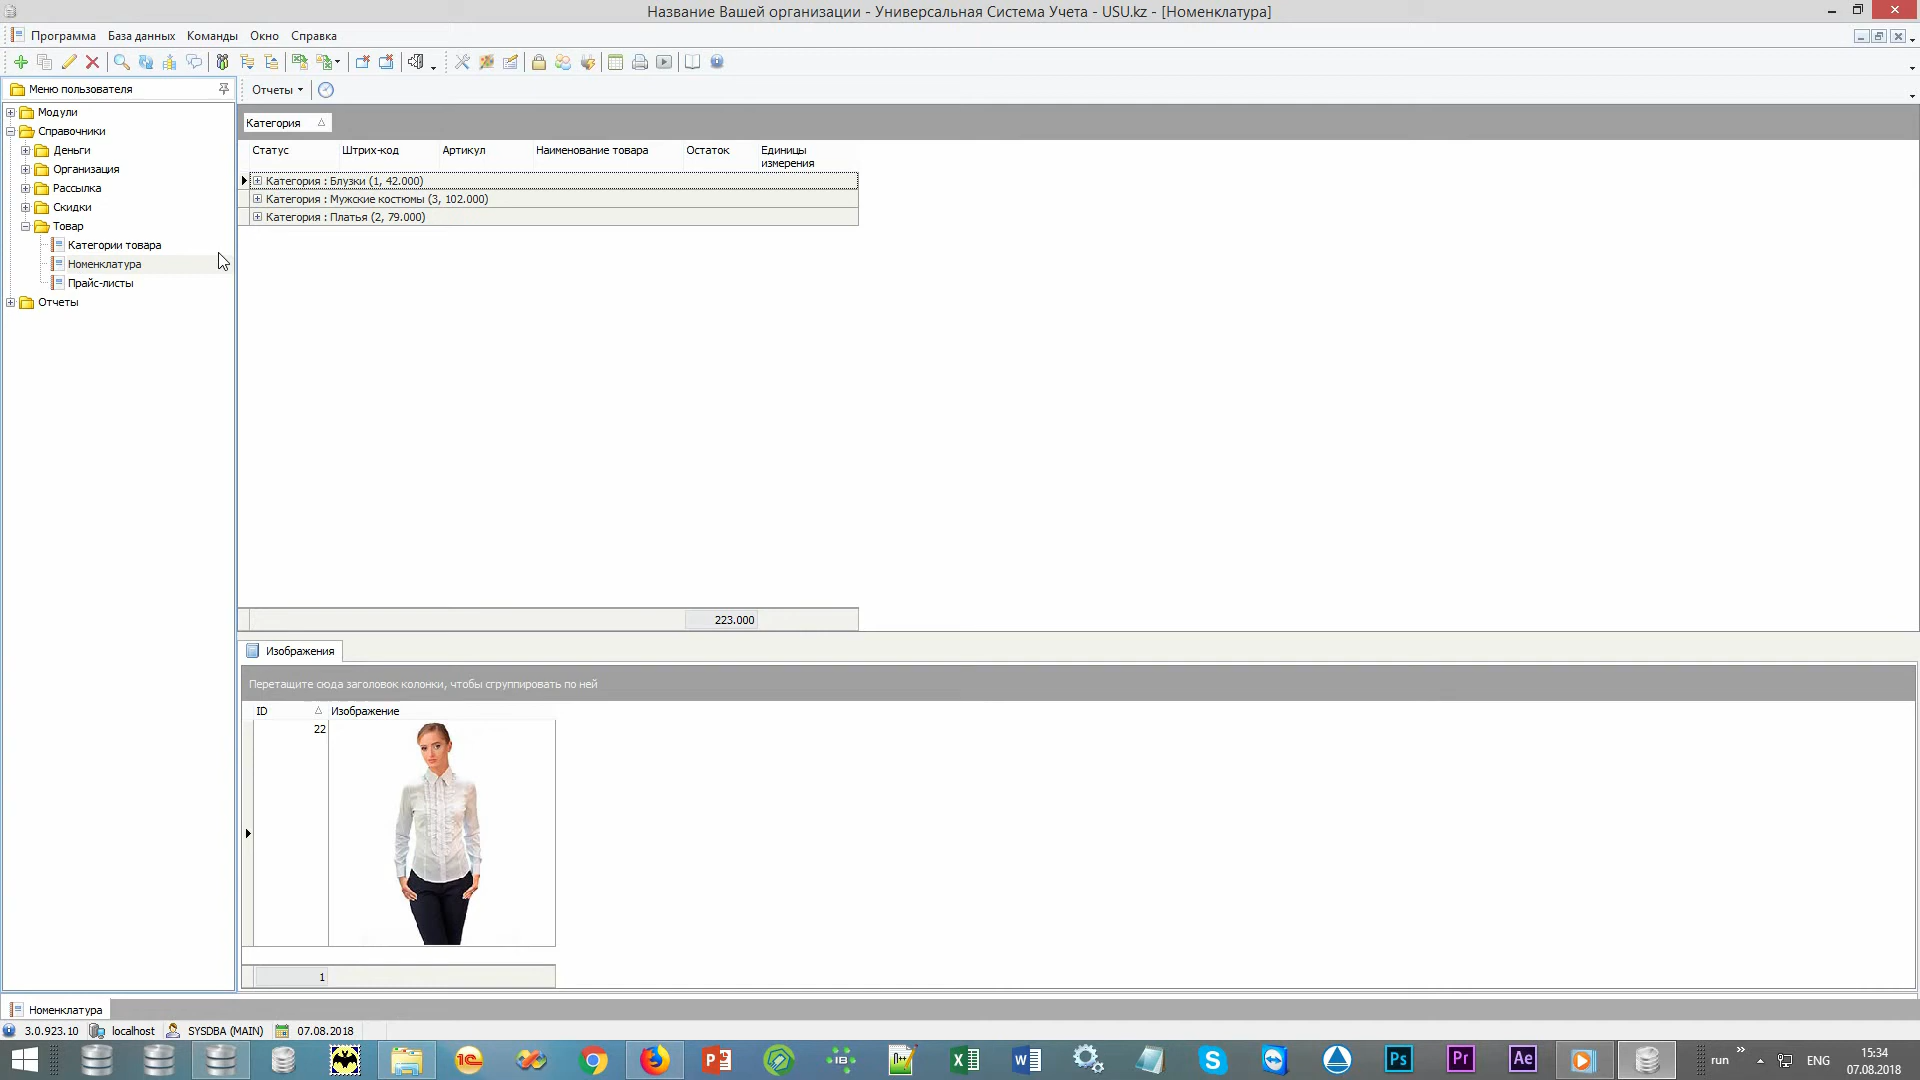 Название Вашей организации - Универсальная Система Учета - USU.kz - [Номенклатура]
Программа База данных Команды Окно Справка
Меню пользователя
Отчеты
Модули
Справочники
Деньги
Организация
Рассылка
Скидки
Товар
Категории товара
Номенклатура
Прайс-листы
Отчеты
Категория
Статус Штрих-код Артикул Наименование товара Остаток Единицы измерения
Категория : Блузки (1, 42.000)
Категория : Мужские костюмы (3, 102.000)
Категория : Платья (2, 79.000)
223.000
Изображения
Перетащите сюда заголовок колонки, чтобы сгруппировать по ней
ID Изображение
22
1
Номенклатура
3.0.923.10 localhost SYSDBA (MAIN) 07.08.2018
run ENG 15:34
07.08.2018